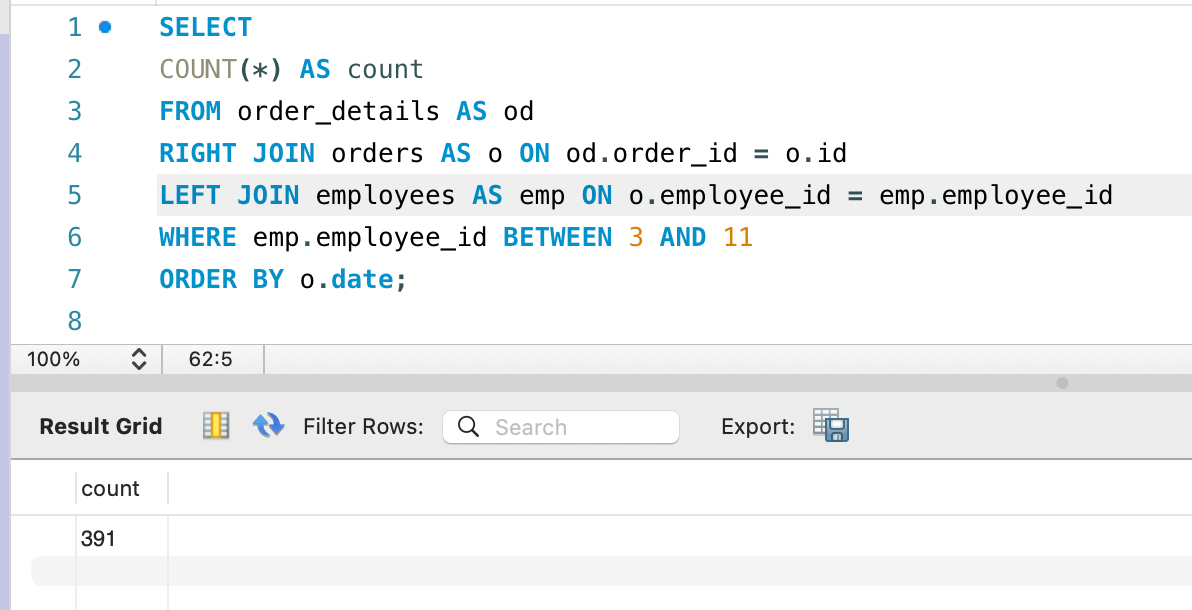 1 SELECT
2 COUNT(*) AS count
3 FROM order_details AS od
4 RIGHT JOIN orders AS o ON od.order_id = o.id
5 LEFT JOIN employees AS emp ON o.employee_id = emp.employee_id
6 WHERE emp.employee_id BETWEEN 3 AND 11
7 ORDER BY o.date;
8
100% 62:5
Result Grid Filter Rows: Search Export:
count
391